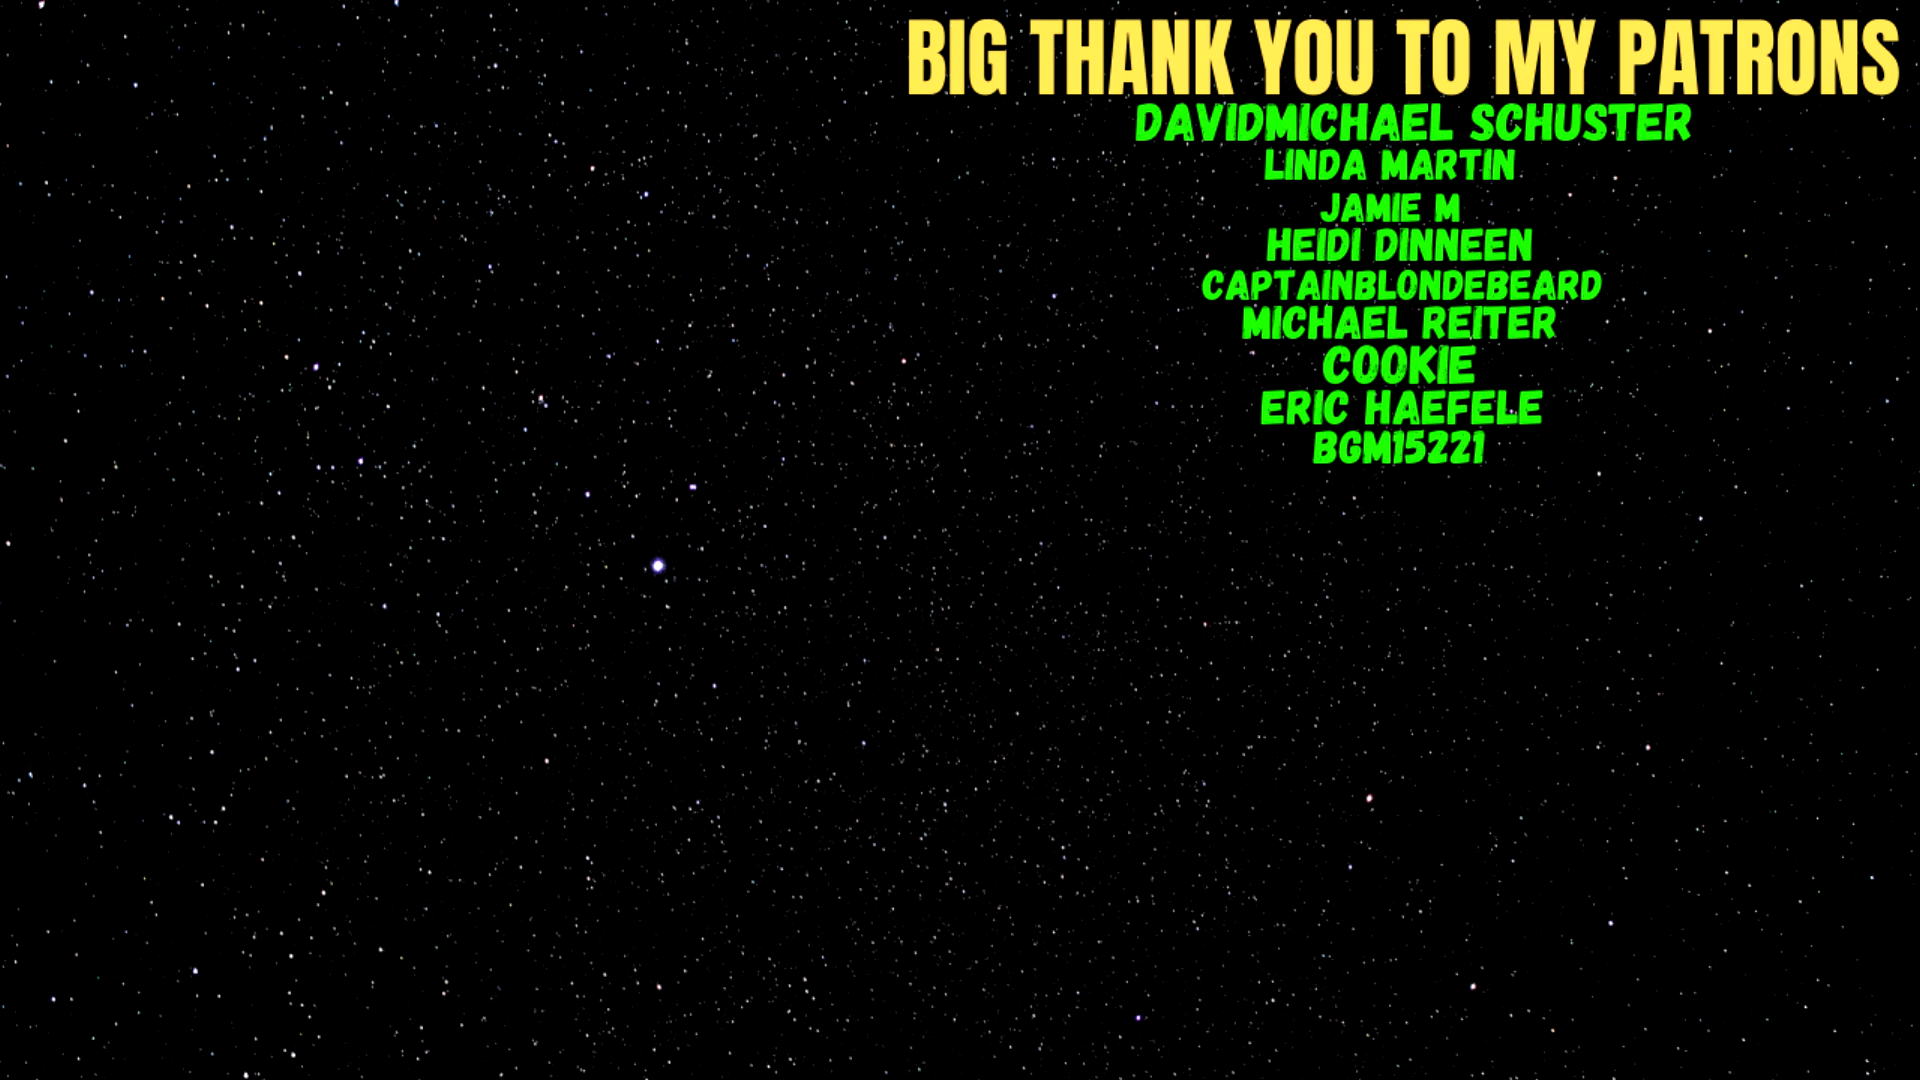 BIG THANK YOU TO MY PATRONS
DAVIDMICHAEL SCHUSTER
LINDA MARTIN
JAMIE M
HEIDI DINNEEN
CAPTAINBLONDEBEARD
MICHAEL REITER
COOKIE
ERIC HAEFELE
BGM15221